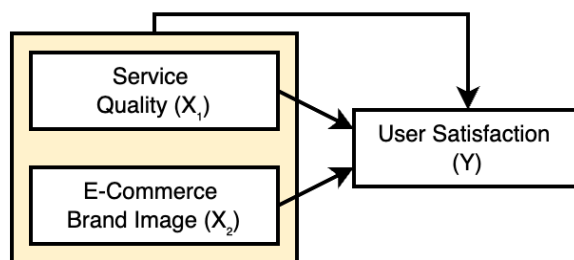 Service
Quality (X₁)
User Satisfaction
(Y)
E-Commerce
Brand Image (X₂)